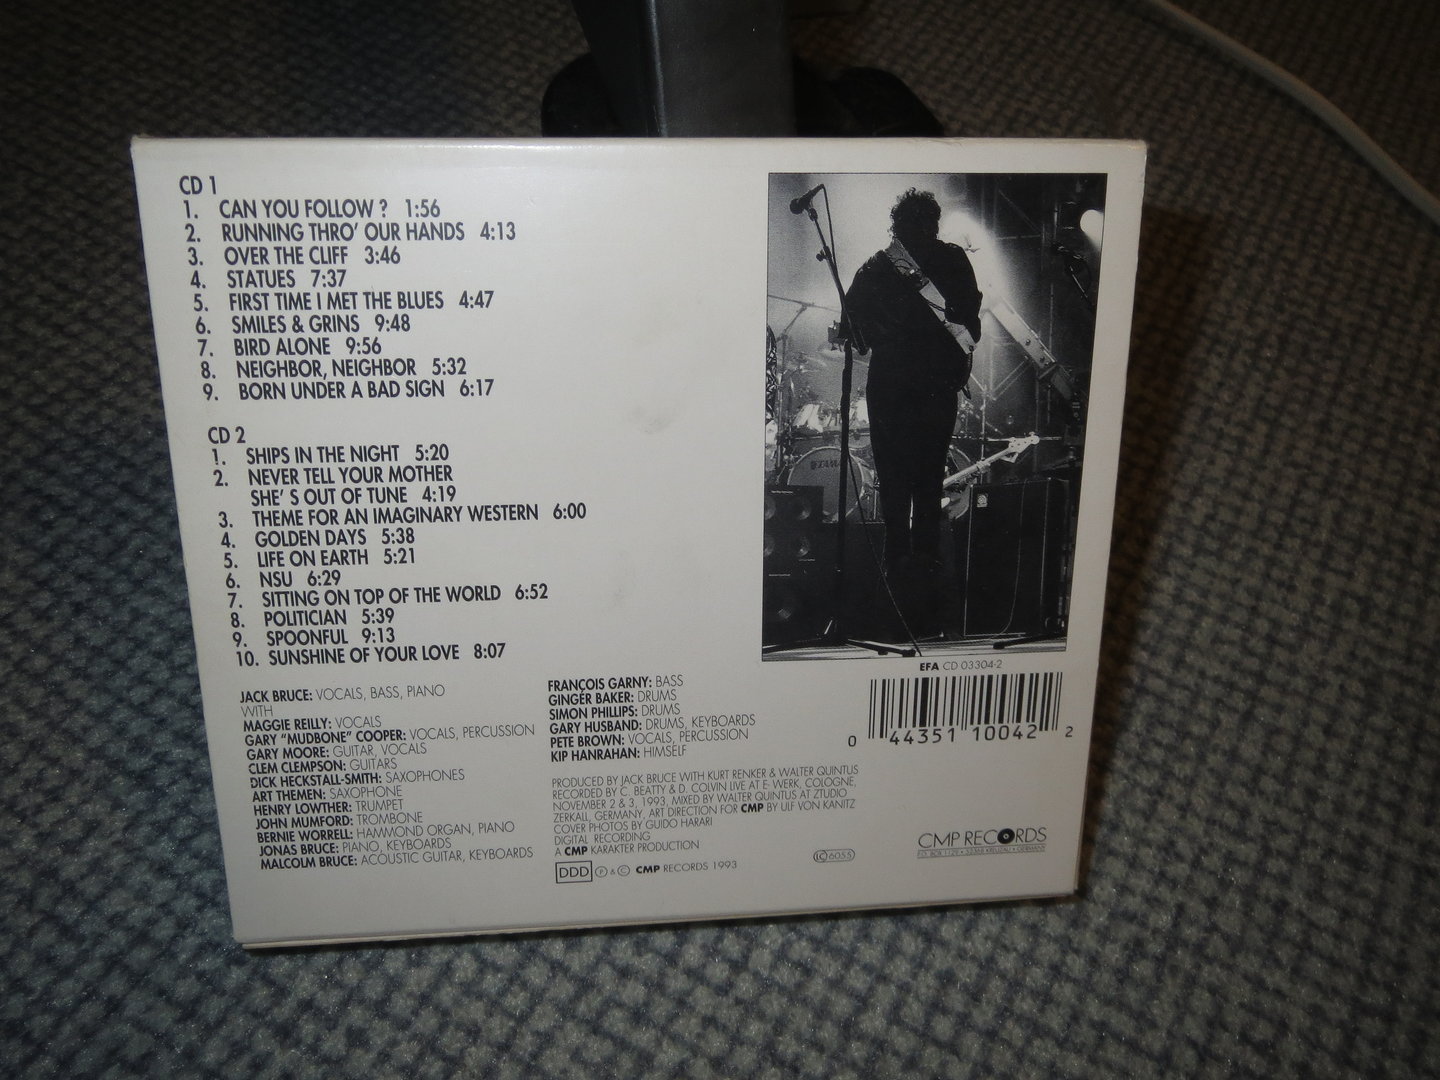 CD 1
1. CAN YOU FOLLOW ? 1:56
2. RUNNING THRO' OUR HANDS 4:13
3. OVER THE CLIFF 3:46
4. STATUES 7:37
5. FIRST TIME I MET THE BLUES 4:47
6. SMILES & GRINS 9:48
7. BIRD ALONE 9:56
8. NEIGHBOR, NEIGHBOR 5:32
9. BORN UNDER A BAD SIGN 6:17
CD 2
1. SHIPS IN THE NIGHT 5:20
2. NEVER TELL YOUR MOTHER
SHE' S OUT OF TUNE 4:19
3. THEME FOR AN IMAGINARY WESTERN 6:00
4. GOLDEN DAYS 5:38
5. LIFE ON EARTH 5:21
6. NSU 6:29
7. SITTING ON TOP OF THE WORLD 6:52
8. POLITICIAN 5:39
9. SPOONFUL 9:13
10. SUNSHINE OF YOUR LOVE 8:07
JACK BRUCE: VOCALS, BASS, PIANO
WITH
MAGGIE REILLY: VOCALS
GARY "MUDBONE" COOPER: VOCALS, PERCUSSION
GARY MOORE: GUITAR, VOCALS
CLEM CLEMPSON: GUITARS
DICK HECKSTALL-SMITH: SAXOPHONES
ART THEMEN: SAXOPHONE
HENRY LOWTHER: TRUMPET
JOHN MUMFORD: TROMBONE
BERNIE WORRELL: HAMMOND ORGAN, PIANO
JONAS BRUCE: PIANO, KEYBOARDS
MALCOLM BRUCE: ACOUSTIC GUITAR, KEYBOARDS
FRANÇOIS GARNY: BASS
GINGER BAKER: DRUMS
SIMON PHILLIPS: DRUMS
GARY HUSBAND: DRUMS, KEYBOARDS
PETE BROWN: VOCALS, PERCUSSION
KIP HANRAHAN: HIMSELF
PRODUCED BY JACK BRUCE WITH KURT RENKER & WALTER QUINTUS
RECORDED BY C. BEATTY & D. COLVIN LIVE AT E- WERK, COLOGNE,
NOVEMBER 2 & 3, 1993, MIXED BY WALTER QUINTUS AT ZTUDIO
ZERKALL, GERMANY, ART DIRECTION FOR CMP BY ULF VON KANITZ
COVER PHOTOS BY GUIDO HARARI
DIGITAL RECORDING
A CMP KARAKTER PRODUCTION
DDD Ⓟ & © CMP RECORDS 1993
TAMA
EFA CD 03304-2
0 44351 10042 2
LC 6055
CMP RECORDS
P.O. BOX 1129 • 52368 KREUZAU • GERMANY